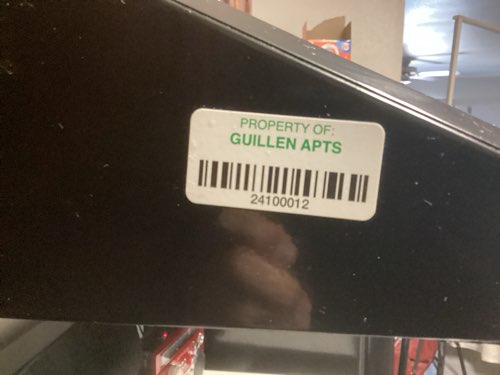 PROPERTY OF:
GUILLEN APTS
24100012